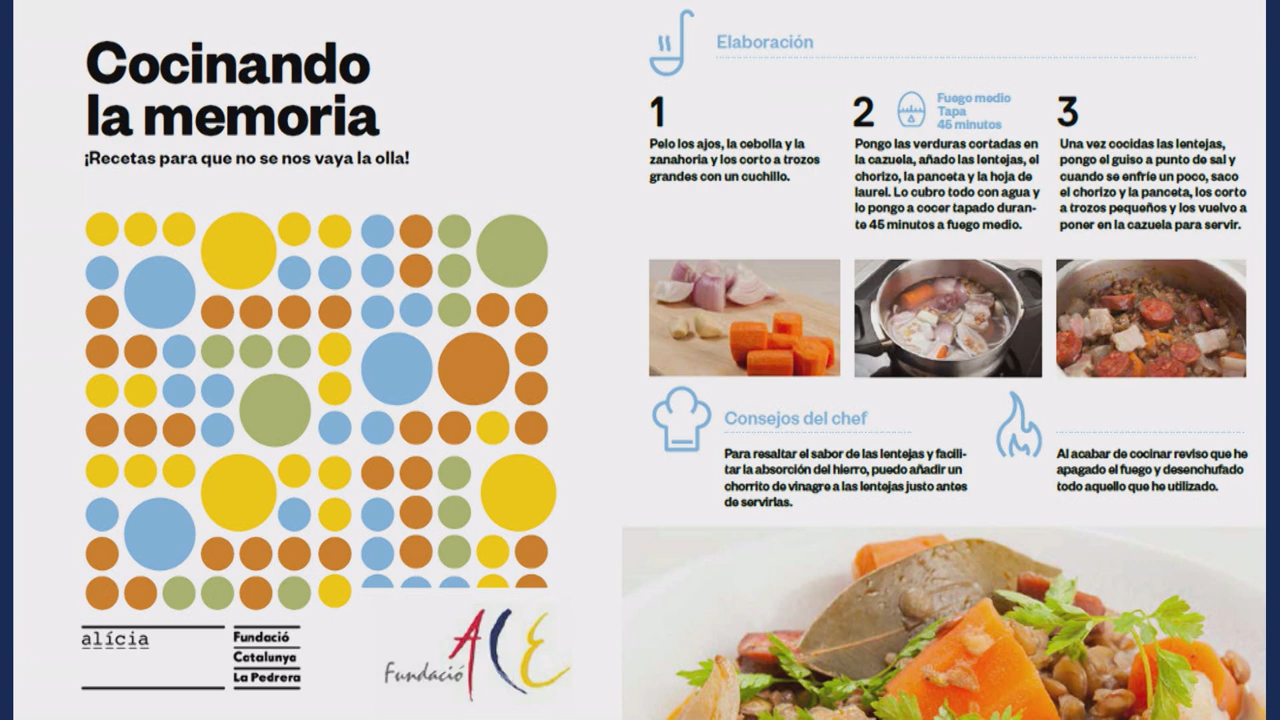 Cocinando
la memoria
¡Recetas para que no se nos vaya la olla!
alícia
Fundació
Catalunya
La Pedrera
Fundació ACE
Elaboración
1
Pelo los ajos, la cebolla y la
zanahoria y los corto a trozos
grandes con un cuchillo.
2
Fuego medio
Tapa
45 minutos
Pongo las verduras cortadas en
la cazuela, añado las lentejas, el
chorizo, la panceta y la hoja de
laurel. Lo cubro todo con agua y
lo pongo a cocer tapado duran-
te 45 minutos a fuego medio.
3
Una vez cocidas las lentejas,
pongo el guiso a punto de sal y
cuando se enfríe un poco, saco
el chorizo y la panceta, los corto
a trozos pequeños y los vuelvo a
poner en la cazuela para servir.
Consejos del chef
Para resaltar el sabor de las lentejas y facili-
tar la absorción del hierro, puedo añadir un
chorrito de vinagre a las lentejas justo antes
de servirlas.
Al acabar de cocinar reviso que he
apagado el fuego y desenchufado
todo aquello que he utilizado.